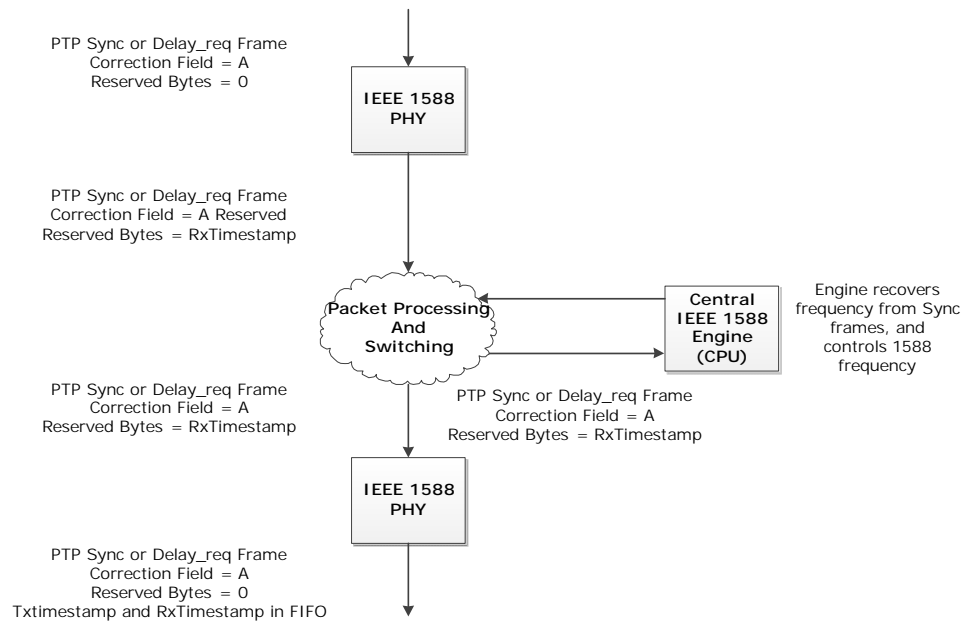 PTP Sync or Delay_req Frame
Correction Field = A
Reserved Bytes = 0
IEEE 1588
PHY
PTP Sync or Delay_req Frame
Correction Field = A Reserved
Reserved Bytes = RxTimestamp
Packet Processing
And
Switching
Central
IEEE 1588
Engine
(CPU)
Engine recovers
frequency from Sync
frames, and
controls 1588
frequency
PTP Sync or Delay_req Frame
Correction Field = A
Reserved Bytes = RxTimestamp
PTP Sync or Delay_req Frame
Correction Field = A
Reserved Bytes = RxTimestamp
IEEE 1588
PHY
PTP Sync or Delay_req Frame
Correction Field = A
Reserved Bytes = 0
Txtimestamp and RxTimestamp in FIFO